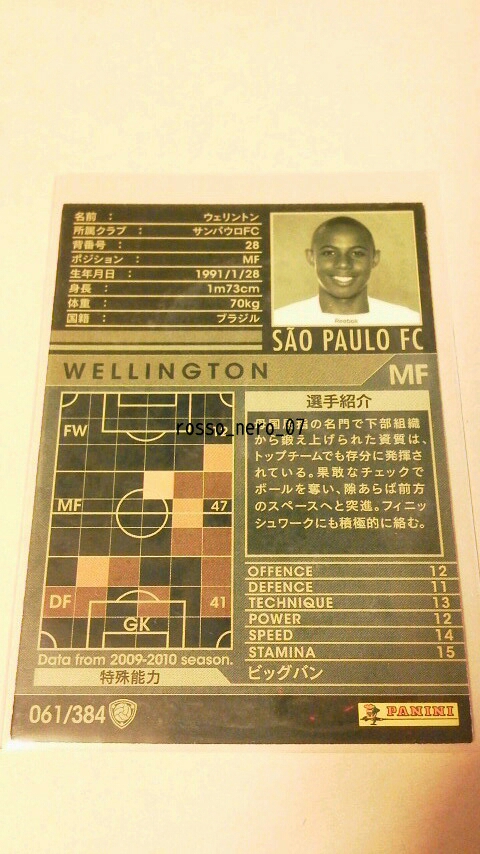 名前 : ウェリントン
所属クラブ : サンパウロFC
背番号 : 28
ポジション : MF
生年月日 : 1991/1/28
身長 : 1m73cm
体重 : 70kg
国籍 : ブラジル
Reebok
SÃO PAULO FC
WELLINGTON MF
FW
MF 47
DF 41
GK
Data from 2009-2010 season.
選手紹介
の名門で下部組織
から鍛え上げられた資質は、
トップチームでも存分に発揮さ
れている。果敢なチェックで
ボールを奪い、隙あらば前方
のスペースへと突進。フィニッ
シュワークにも積極的に絡む。
rosso_nero_07
OFFENCE 12
DEFENCE 11
TECHNIQUE 13
POWER 12
SPEED 14
STAMINA 15
特殊能力 ビッグバン
061/384
PANINI